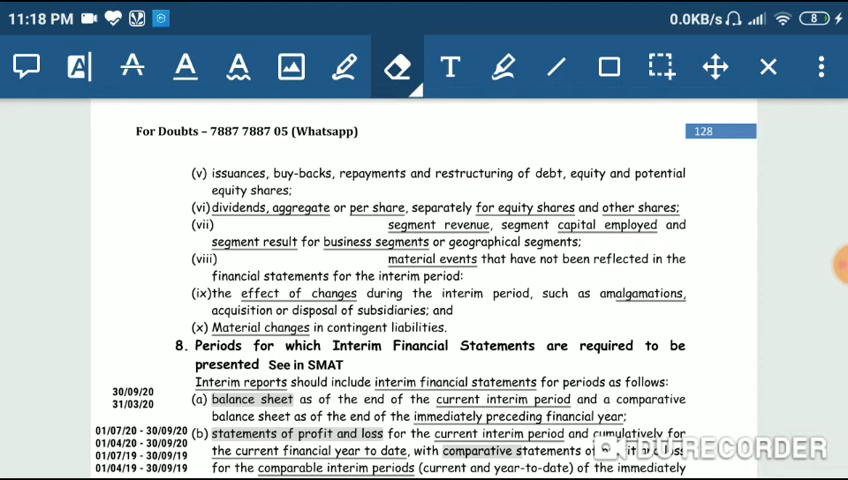 11:18 PM
0.0KB/s
8
A
A
A
A
T
For Doubts – 7887 7887 05 (Whatsapp)
128
(v) issuances, buy-backs, repayments and restructuring of debt, equity and potential
equity shares;
(vi) dividends, aggregate or per share, separately for equity shares and other shares;
(vii) segment revenue, segment capital employed and
segment result for business segments or geographical segments;
(viii) material events that have not been reflected in the
financial statements for the interim period:
(ix)the effect of changes during the interim period, such as amalgamations,
acquisition or disposal of subsidiaries; and
(x) Material changes in contingent liabilities.
8. Periods for which Interim Financial Statements are required to be
presented See in SMAT
Interim reports should include interim financial statements for periods as follows:
30/09/20
31/03/20
(a) balance sheet as of the end of the current interim period and a comparative
balance sheet as of the end of the immediately preceding financial year;
01/07/20 - 30/09/20
01/04/20 - 30/09/20
01/07/19 - 30/09/19
01/04/19 - 30/09/19
(b) statements of profit and loss for the current interim period and cumulatively for
the current financial year to date, with comparative statements of profit and loss
for the comparable interim periods (current and year-to-date) of the immediately
DU RECORDER